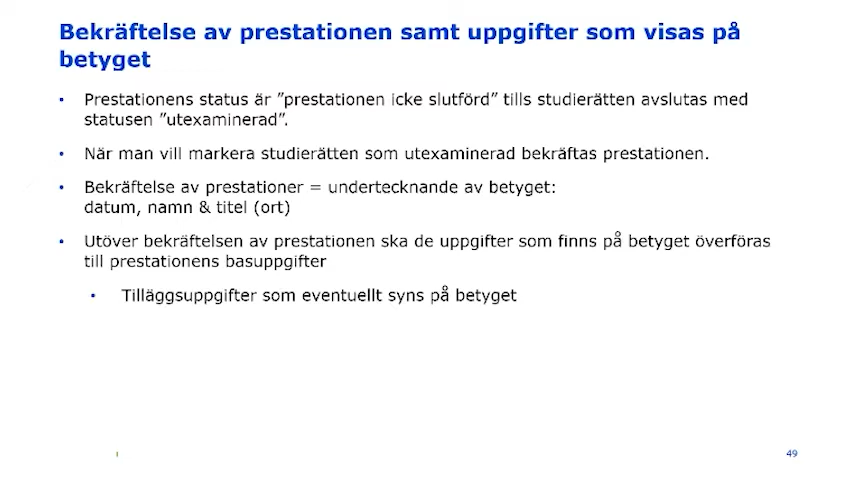 Bekräftelse av prestationen samt uppgifter som visas på
betyget
• Prestationens status är ”prestationen icke slutförd” tills studierätten avslutas med
statusen ”utexaminerad”.
• När man vill markera studierätten som utexaminerad bekräftas prestationen.
• Bekräftelse av prestationer = undertecknande av betyget:
datum, namn & titel (ort)
• Utöver bekräftelsen av prestationen ska de uppgifter som finns på betyget överföras
till prestationens basuppgifter
• Tilläggsuppgifter som eventuellt syns på betyget
49